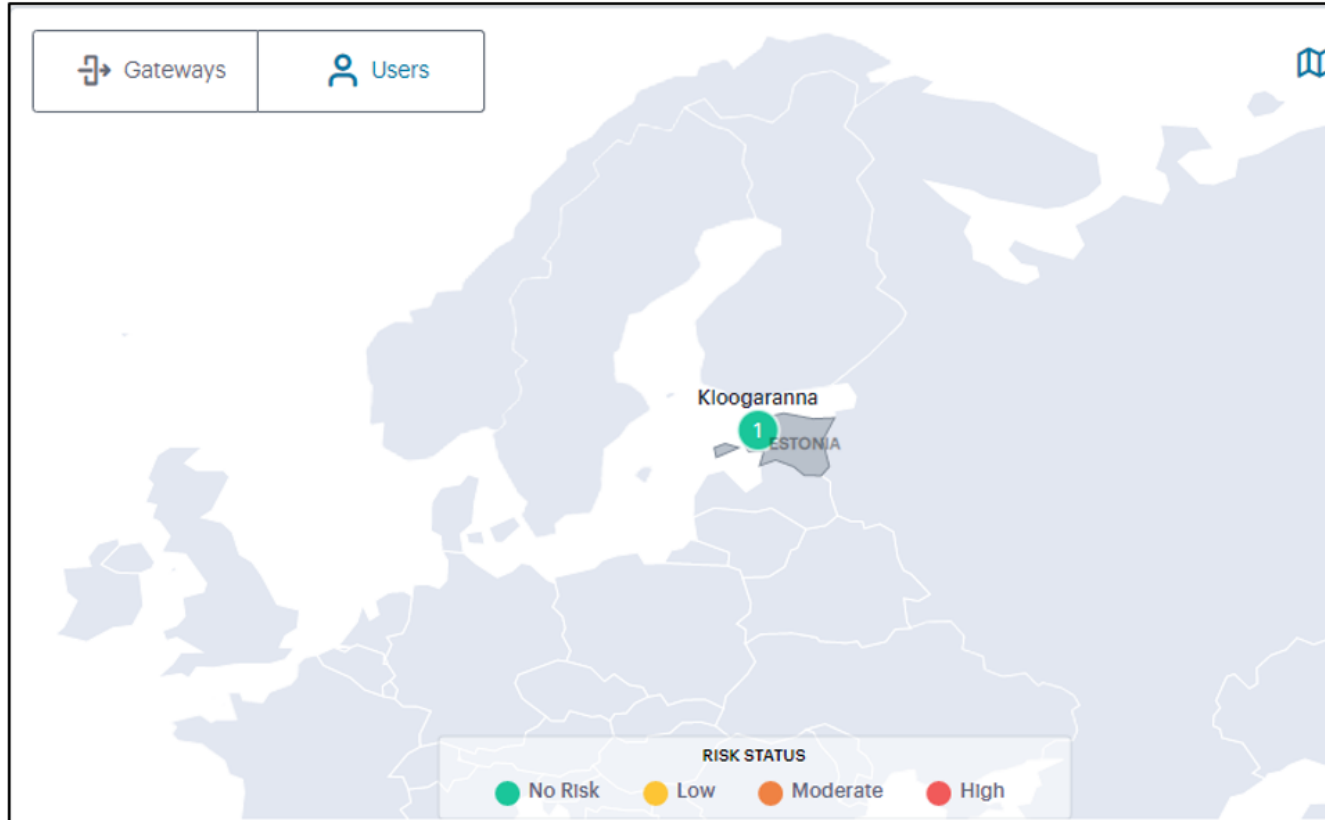 Gateways
Users
Kloogaranna
1
ESTONIA
RISK STATUS
No Risk
Low
Moderate
High